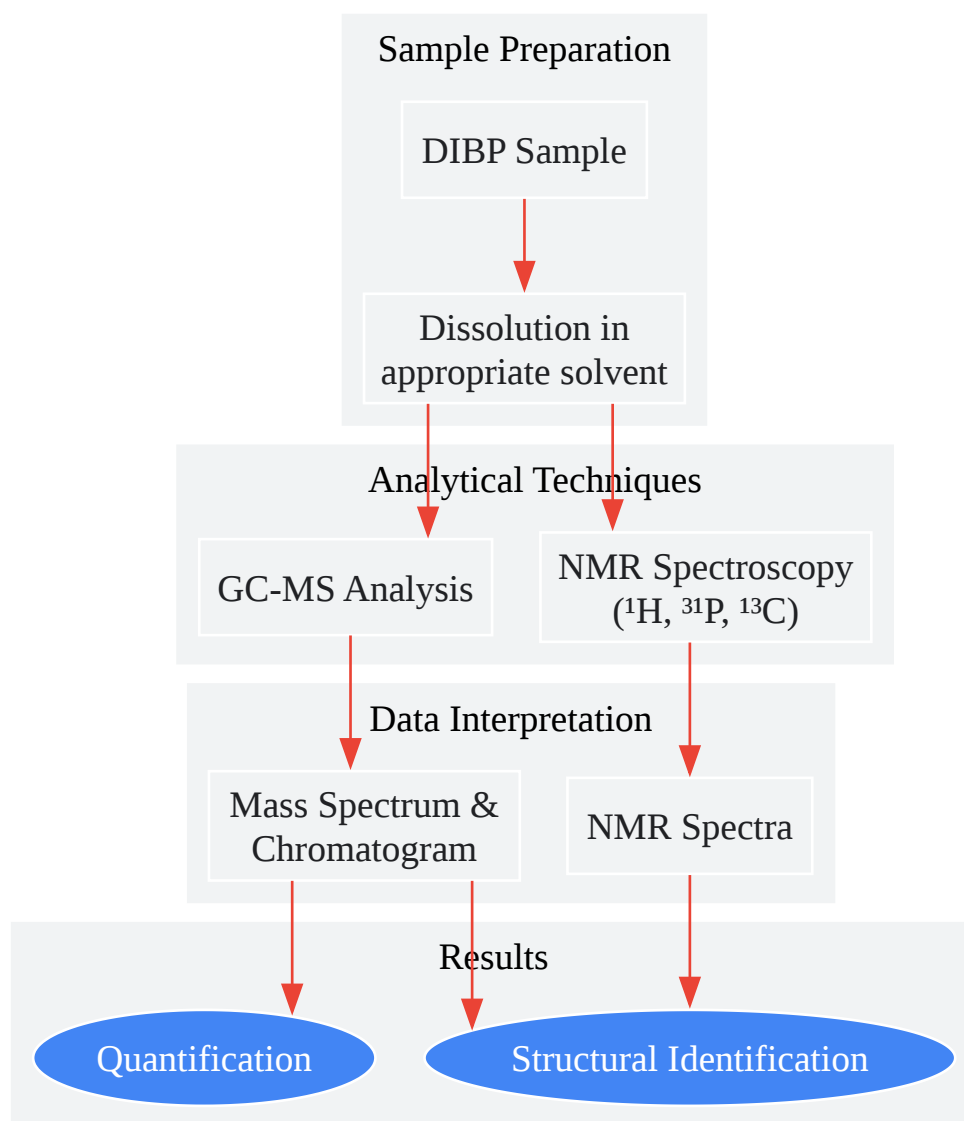 Sample Preparation
DIBP Sample
Dissolution in
appropriate solvent
Analytical Techniques
GC-MS Analysis
NMR Spectroscopy
(¹H, ³¹P, ¹³C)
Data Interpretation
Mass Spectrum &
Chromatogram
NMR Spectra
Results
Quantification
Structural Identification